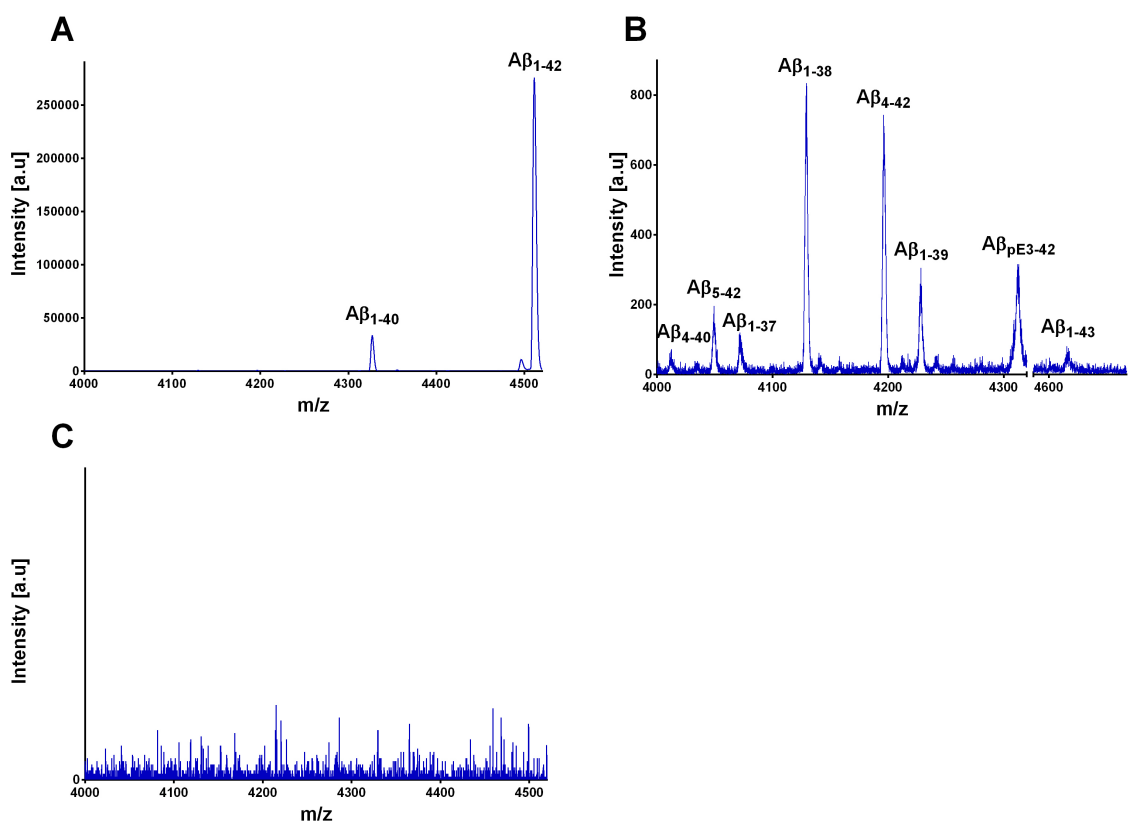 A
Intensity [a.u]
250000
200000
150000
100000
50000
0
Aβ1-40
Aβ1-42
4000 4100 4200 4300 4400 4500
m/z
B
Intensity [a.u]
800
600
400
200
0
Aβ4-40
Aβ5-42
Aβ1-37
Aβ1-38
Aβ4-42
Aβ1-39
AβpE3-42
Aβ1-43
4000 4100 4200 4300 4600
m/z
C
Intensity [a.u]
0
4000 4100 4200 4300 4400 4500
m/z